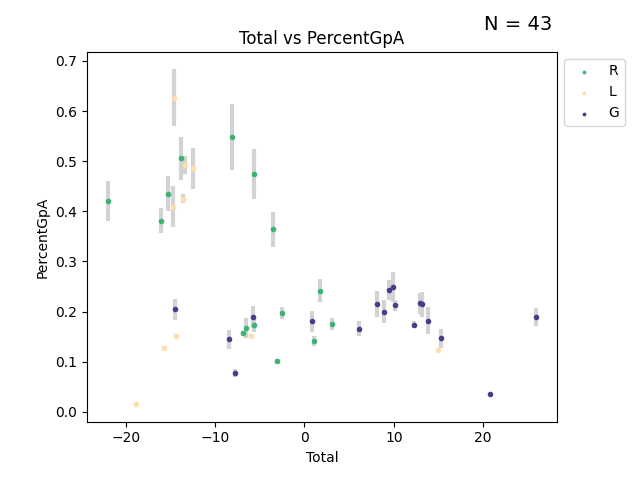 N = 43
Total vs PercentGpA
R
L
G
PercentGpA
0.7
0.6
0.5
0.4
0.3
0.2
0.1
0.0
−20 −10 0 10 20
Total